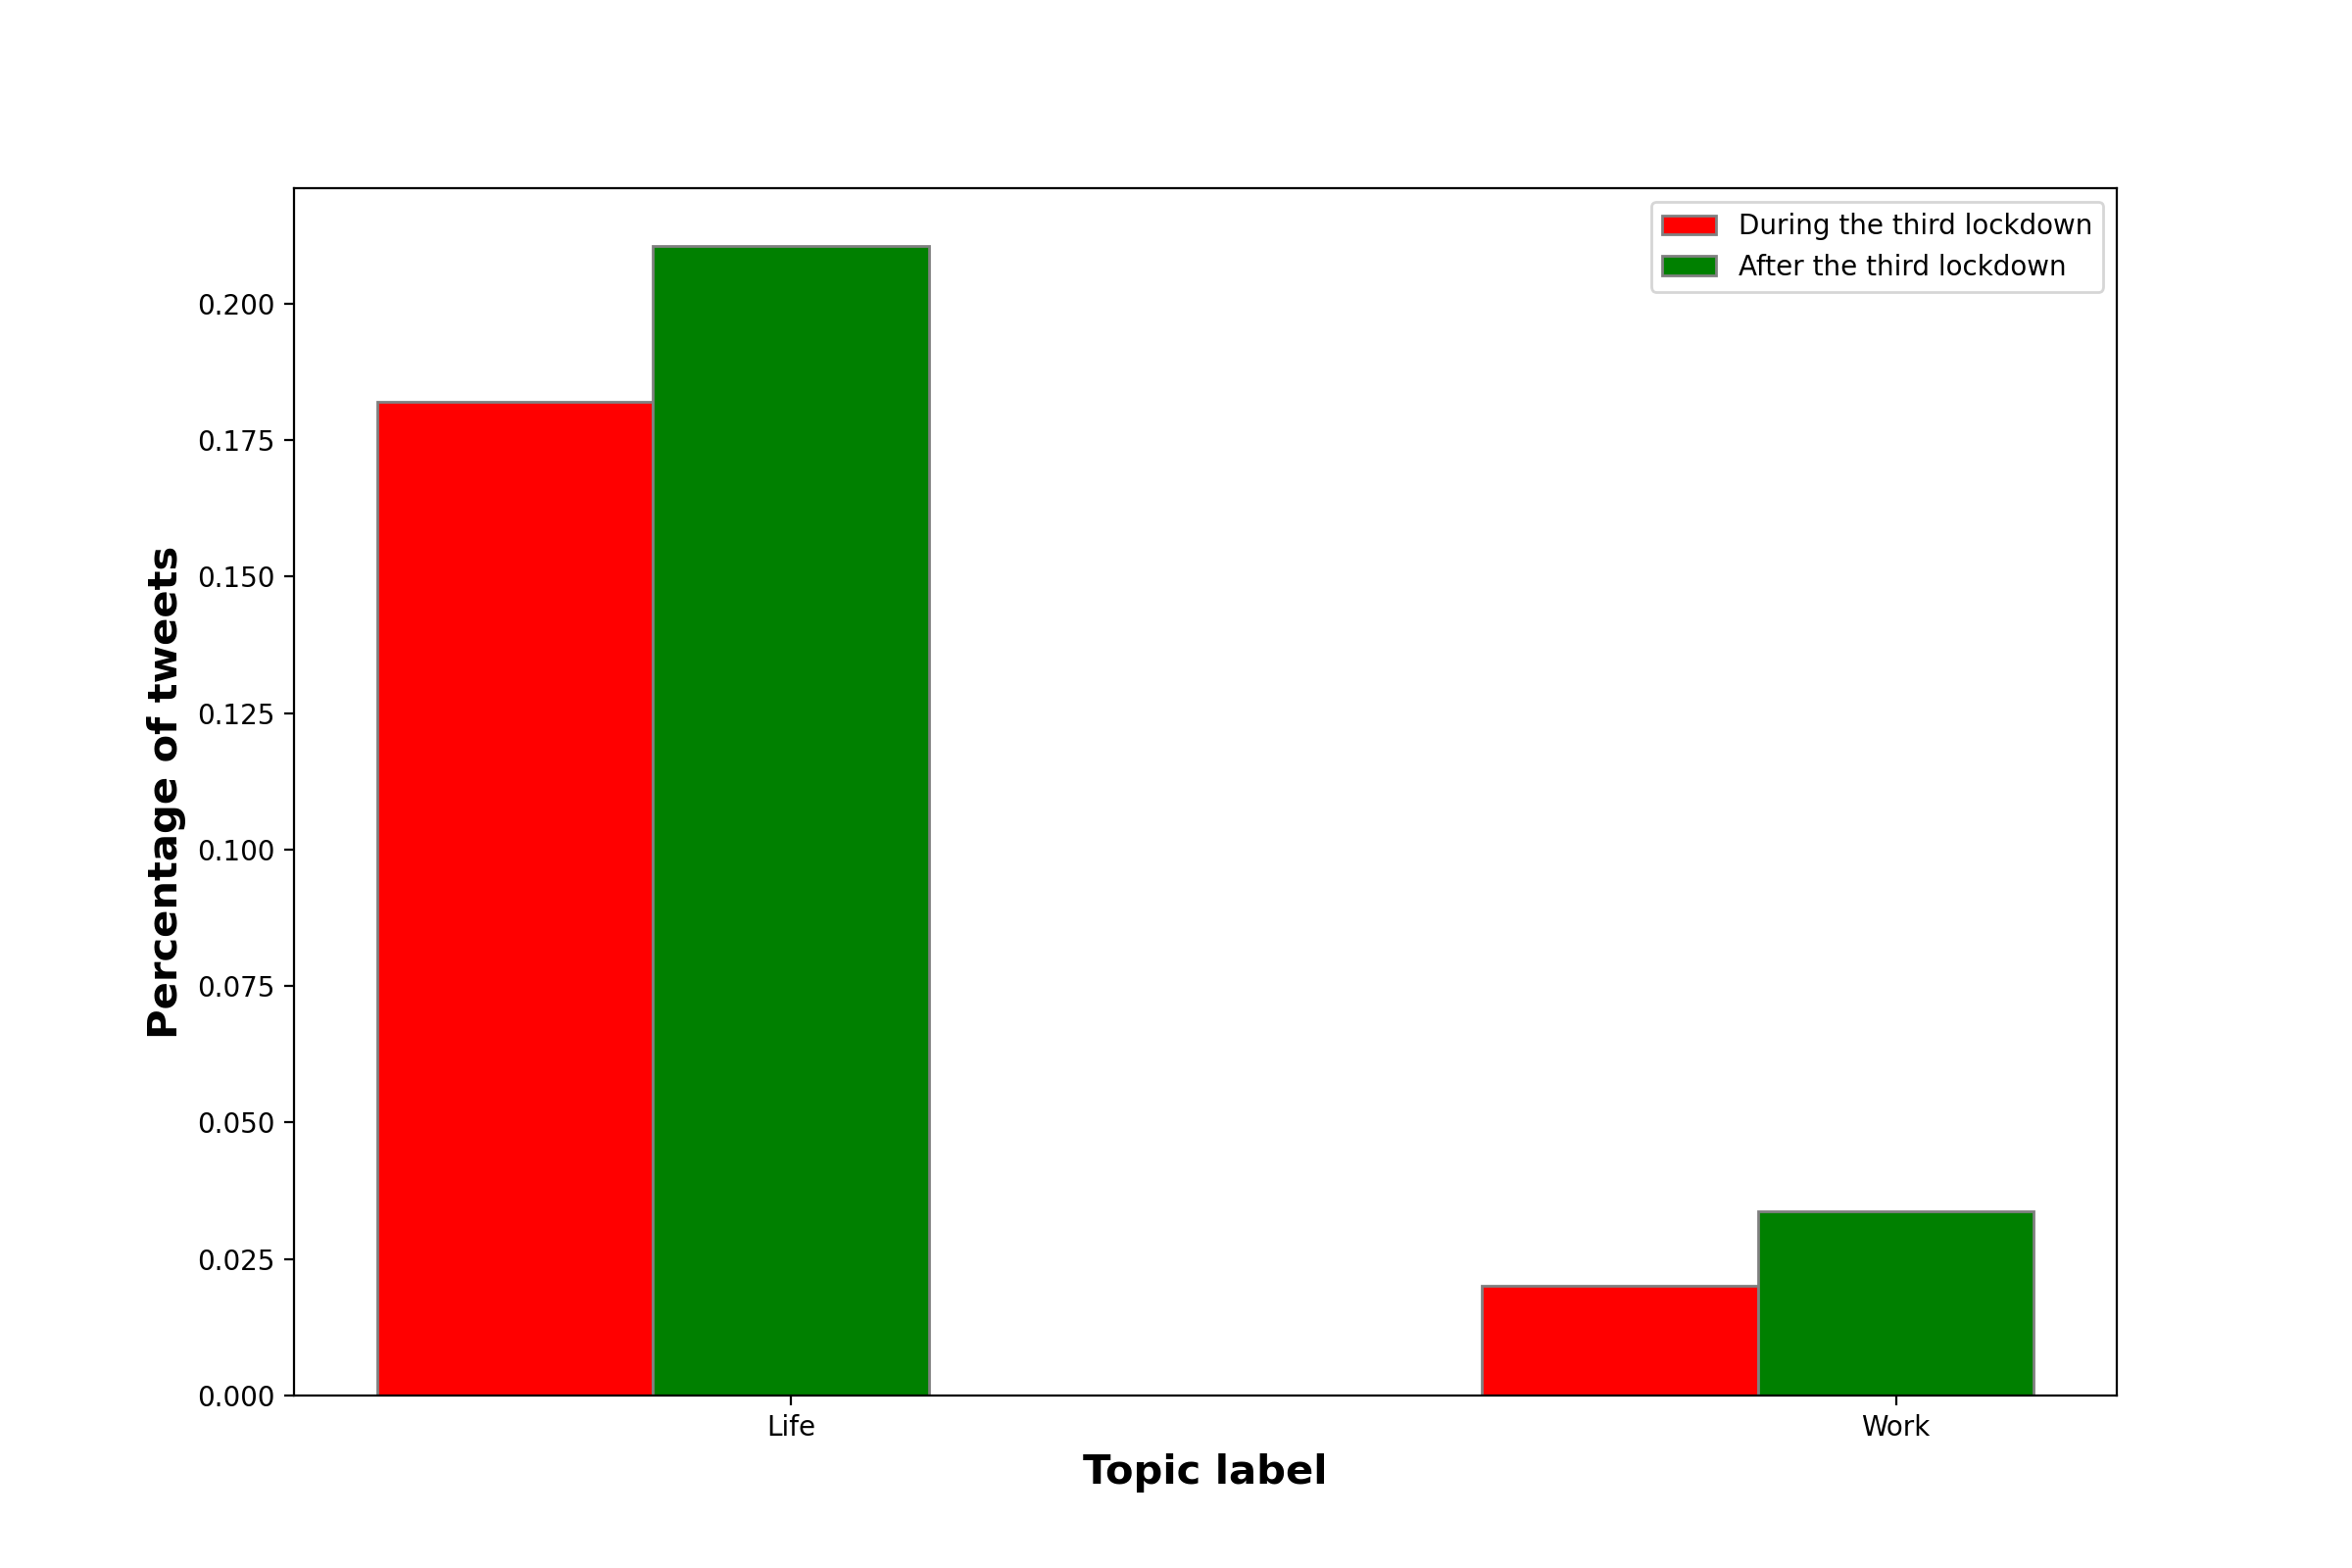 During the third lockdown
After the third lockdown
0.200
0.175
0.150
0.125
0.100
0.075
0.050
0.025
0.000
Percentage of tweets
Life
Work
Topic label